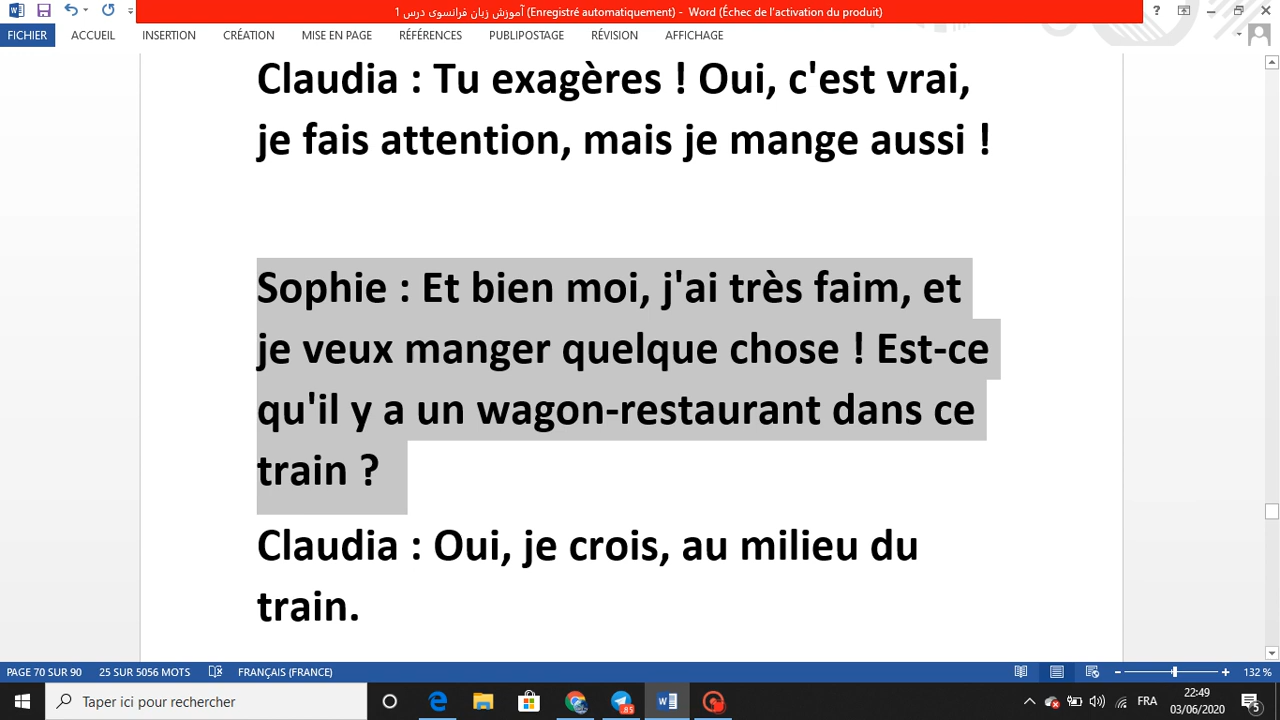 آموزش زبان فرانسوی درس 1 (Enregistré automatiquement) - Word (Échec de l'activation du produit)
FICHIER ACCUEIL INSERTION CRÉATION MISE EN PAGE RÉFÉRENCES PUBLIPOSTAGE RÉVISION AFFICHAGE
Claudia : Tu exagères ! Oui, c'est vrai,
je fais attention, mais je mange aussi !
Sophie : Et bien moi, j'ai très faim, et
je veux manger quelque chose ! Est-ce
qu'il y a un wagon-restaurant dans ce
train ?
Claudia : Oui, je crois, au milieu du
train.
PAGE 70 SUR 90 25 SUR 5056 MOTS FRANÇAIS (FRANCE) 132 %
Taper ici pour rechercher 85 FRA 22:49
03/06/2020 5